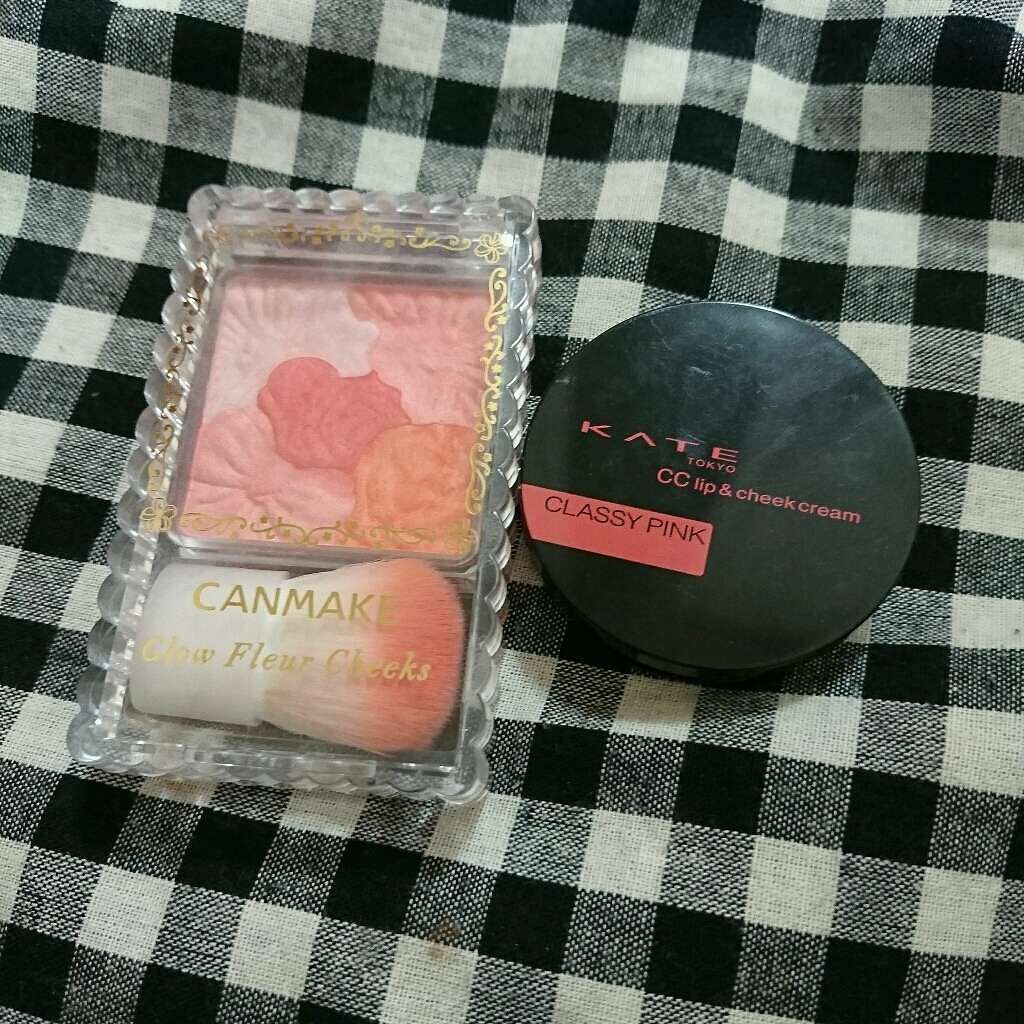 CANMAKE
Glow Fleur Cheeks
KATE
TOKYO
CC lip & cheek cream
CLASSY PINK